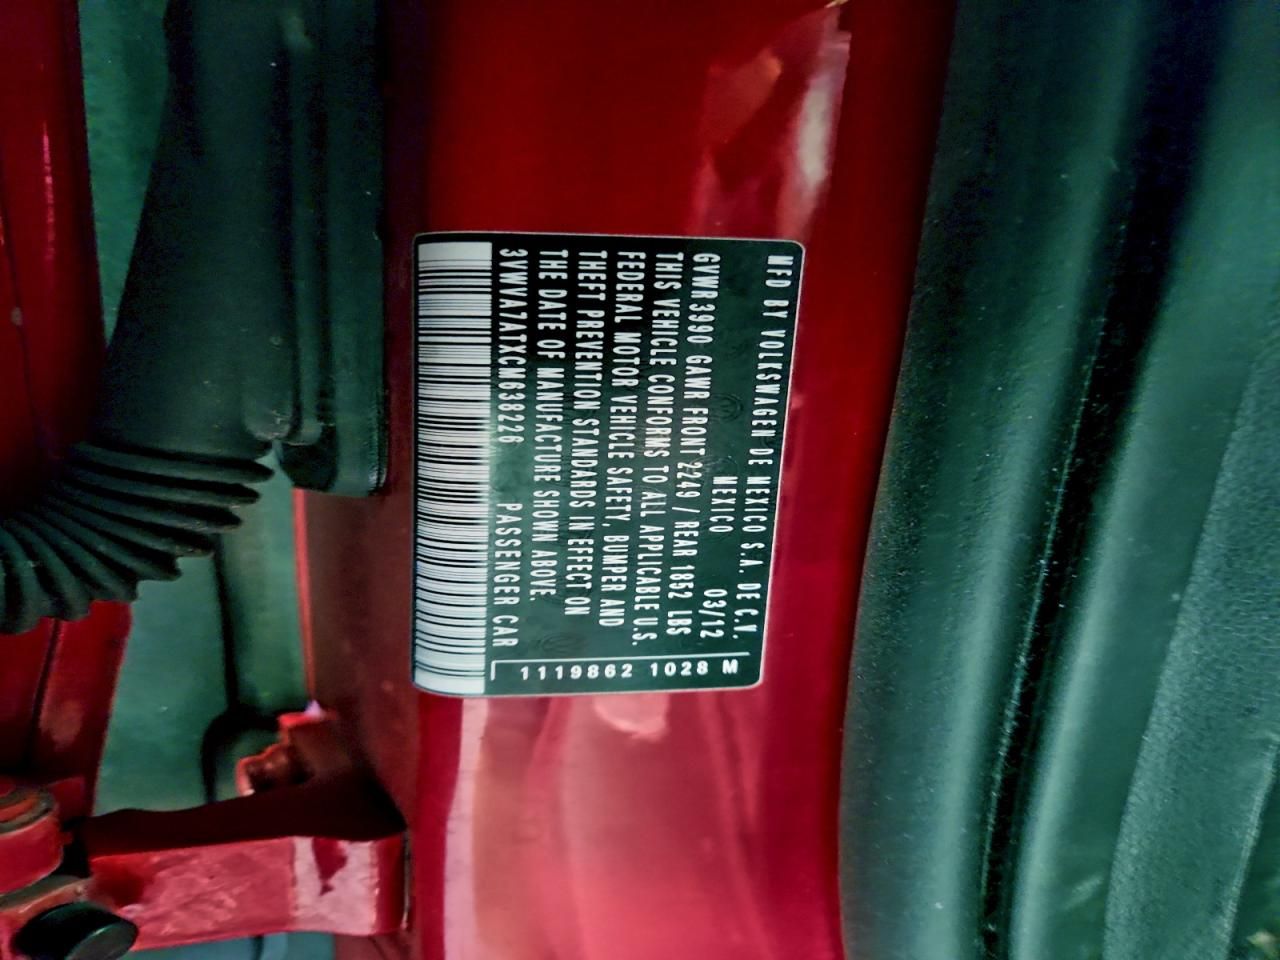 MFD BY VOLKSWAGEN DE MEXICO S.A. DE C.V.
MEXICO 03/12
GVWR 3990 GAWR FRONT 2249 / REAR 1852 LBS
THIS VEHICLE CONFORMS TO ALL APPLICABLE U.S.
FEDERAL MOTOR VEHICLE SAFETY, BUMPER AND
THEFT PREVENTION STANDARDS IN EFFECT ON
THE DATE OF MANUFACTURE SHOWN ABOVE.
3VWVA7ATXCM638226 PASSENGER CAR
1119862 1028 M